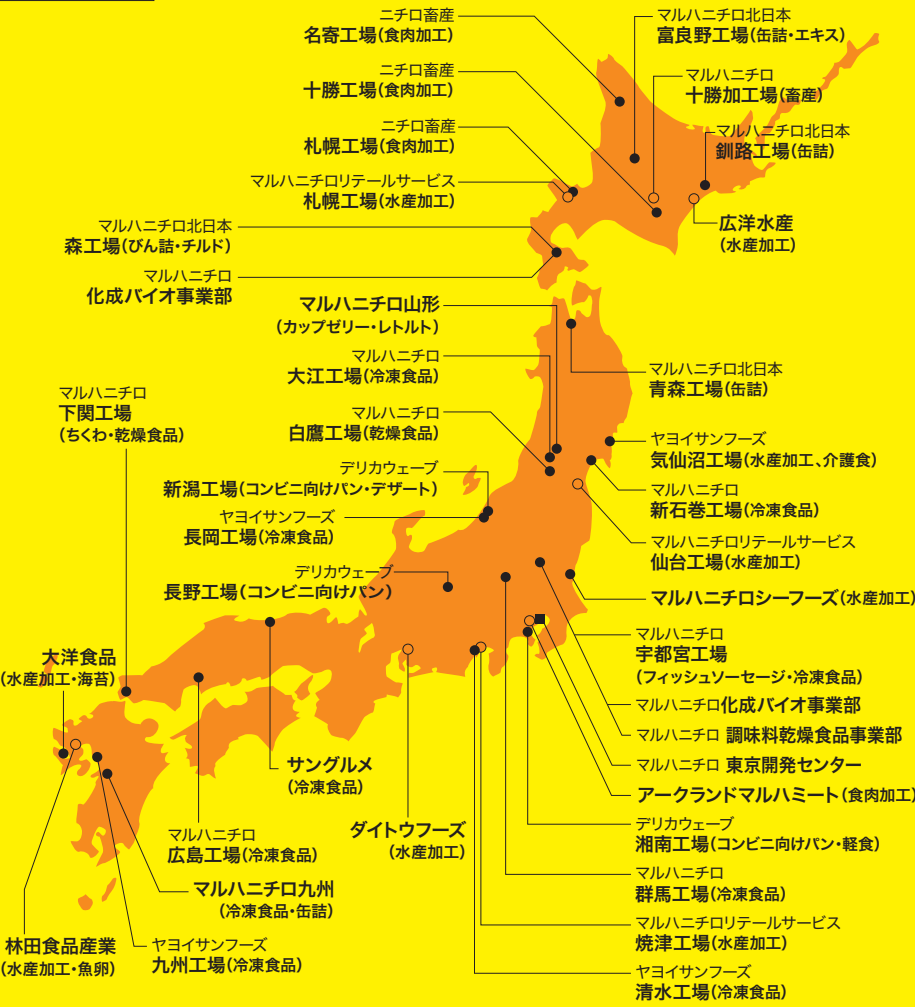 ニチロ畜産
名寄工場(食肉加工)
ニチロ畜産
十勝工場(食肉加工)
ニチロ畜産
札幌工場(食肉加工)
マルハニチロリテールサービス
札幌工場(水産加工)
マルハニチロ北日本
森工場(びん詰・チルド)
マルハニチロ
化成バイオ事業部
マルハニチロ北日本
富良野工場(缶詰・エキス)
マルハニチロ
十勝加工場(畜産)
マルハニチロ北日本
釧路工場(缶詰)
広洋水産
(水産加工)
マルハニチロ山形
(カップゼリー・レトルト)
マルハニチロ
大江工場(冷凍食品)
マルハニチロ
白鷹工場(乾燥食品)
デリカウェーブ
新潟工場(コンビニ向けパン・デザート)
ヤヨイサンフーズ
長岡工場(冷凍食品)
デリカウェーブ
長野工場(コンビニ向けパン)
マルハニチロ
下関工場
(ちくわ・乾燥食品)
大洋食品
(水産加工・海苔)
マルハニチロ北日本
青森工場(缶詰)
ヤヨイサンフーズ
気仙沼工場(水産加工、介護食)
マルハニチロ
新石巻工場(冷凍食品)
マルハニチロリテールサービス
仙台工場(水産加工)
マルハニチロシーフーズ(水産加工)
マルハニチロ
宇都宮工場
(フィッシュソーセージ・冷凍食品)
マルハニチロ化成バイオ事業部
マルハニチロ 調味料乾燥食品事業部
マルハニチロ 東京開発センター
アークランドマルハミート(食肉加工)
デリカウェーブ
湘南工場(コンビニ向けパン・軽食)
マルハニチロ
群馬工場(冷凍食品)
マルハニチロリテールサービス
焼津工場(水産加工)
ヤヨイサンフーズ
清水工場(冷凍食品)
サングルメ
(冷凍食品)
ダイトウフーズ
(水産加工)
マルハニチロ
広島工場(冷凍食品)
マルハニチロ九州
(冷凍食品・缶詰)
林田食品産業
(水産加工・魚卵)
ヤヨイサンフーズ
九州工場(冷凍食品)